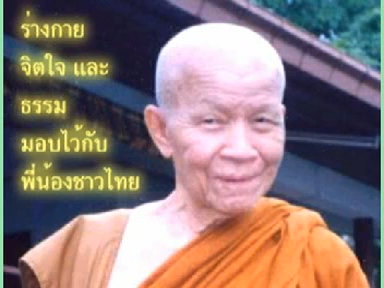 ร่างกาย
จิตใจ และ
ธรรม
มอบไว้กับ
พี่น้องชาวไทย